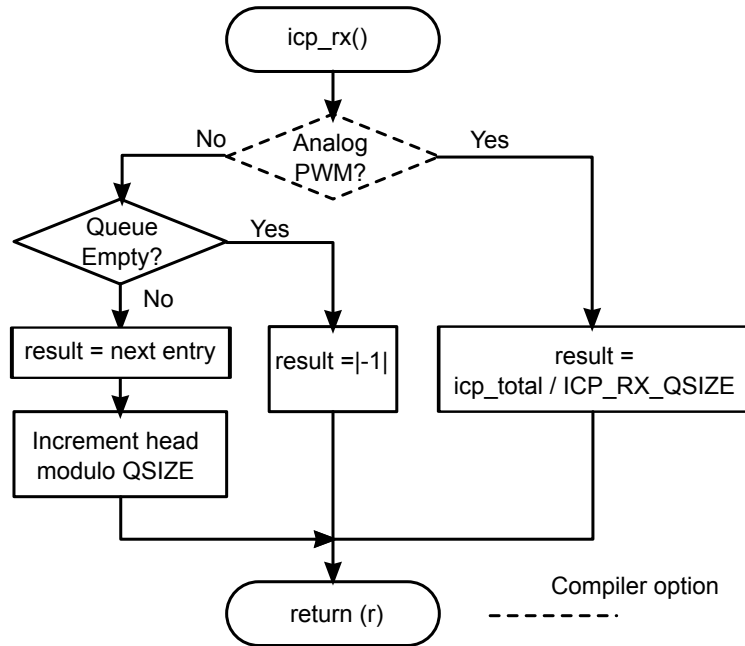 icp_rx()
Analog
PWM?
No
Yes
Queue
Empty?
Yes
No
result = next entry
result =|-1|
result =
icp_total / ICP_RX_QSIZE
Increment head
modulo QSIZE
return (r)
Compiler option